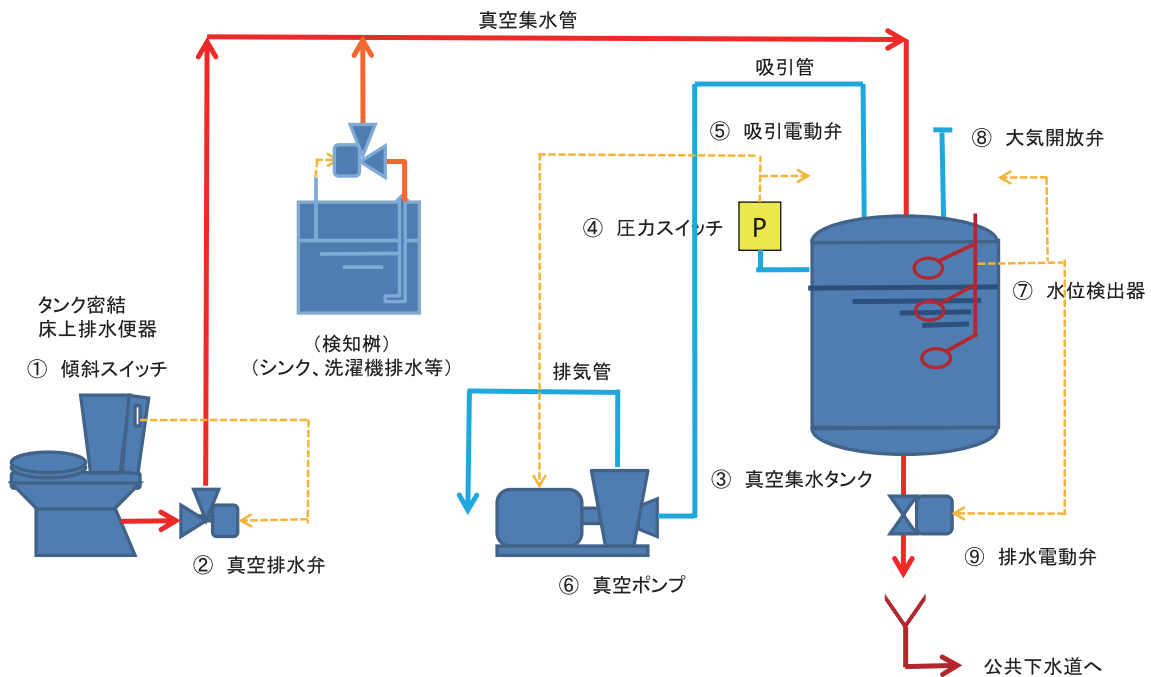 真空集水管
吸引管
⑤ 吸引電動弁
⑧ 大気開放弁
④ 圧力スイッチ
P
⑦ 水位検出器
タンク密結
床上排水便器
① 傾斜スイッチ
（検知桝）
（シンク、洗濯機排水等）
排気管
③ 真空集水タンク
② 真空排水弁
⑥ 真空ポンプ
⑨ 排水電動弁
公共下水道へ